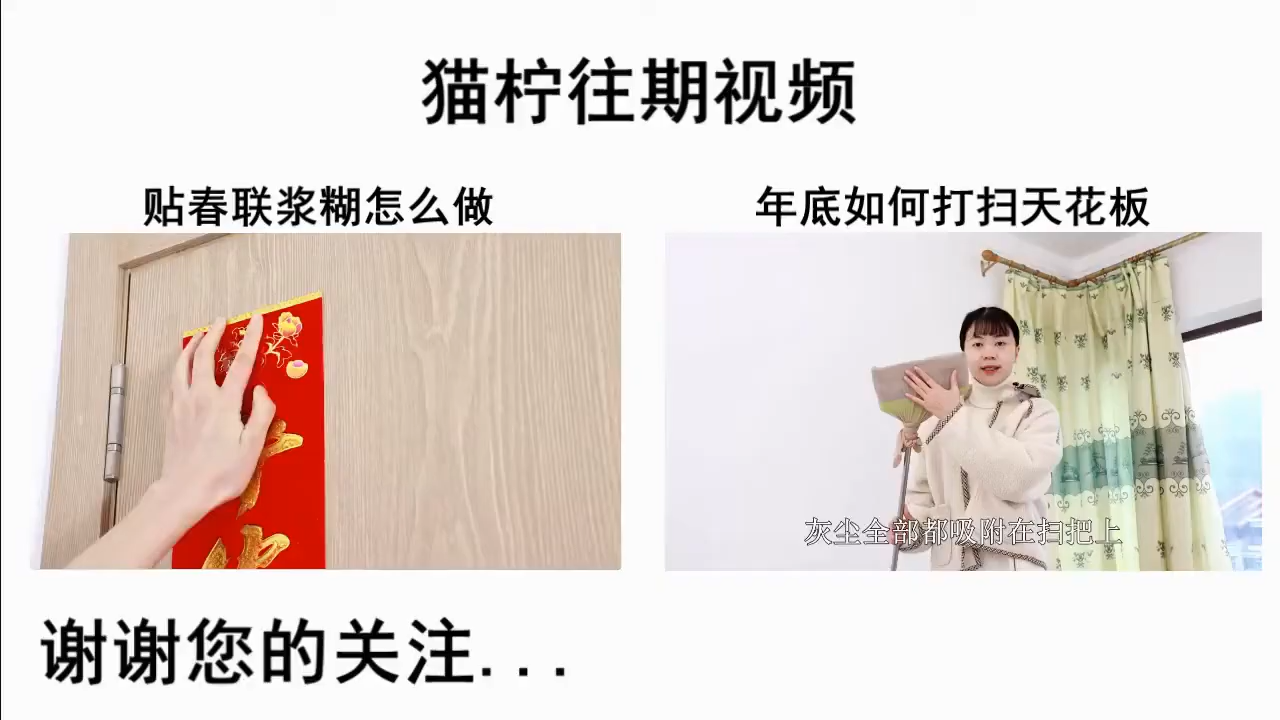 猫柠往期视频
贴春联浆糊怎么做
年底如何打扫天花板
灰尘全部都吸附在扫把上
谢谢您的关注...